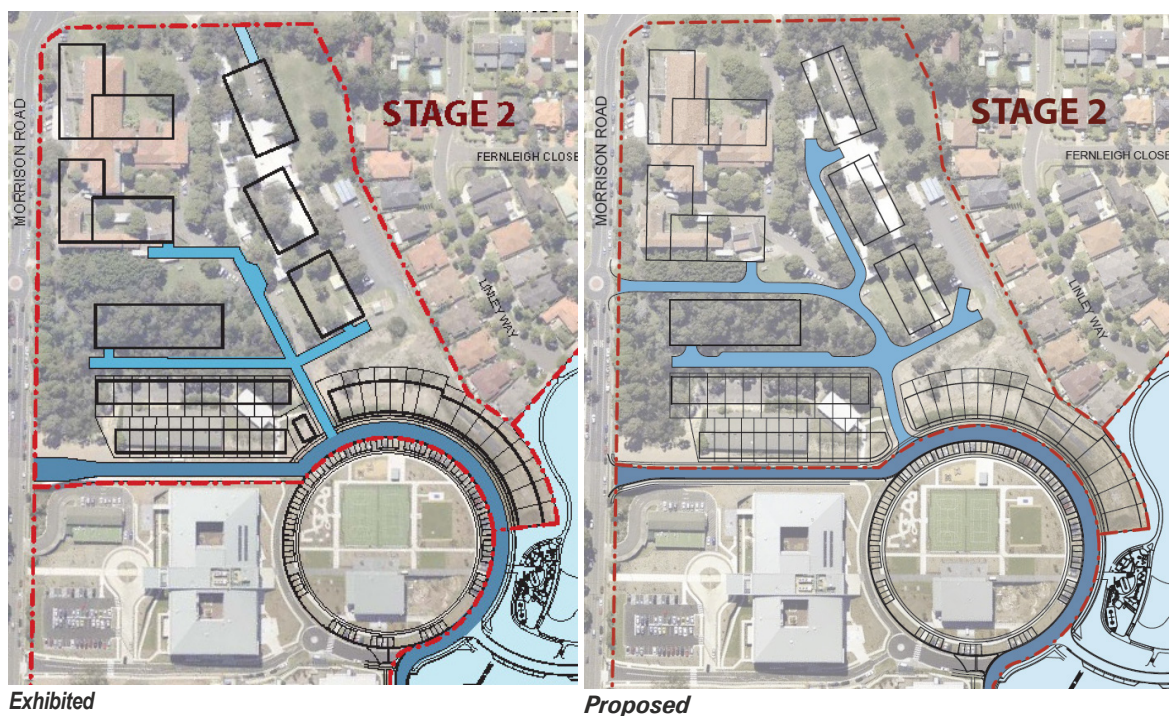 STAGE 2
FERNLEIGH CLOSE
MORRISON ROAD
LINLEY WAY
Exhibited
STAGE 2
FERNLEIGH CLOSE
MORRISON ROAD
LINLEY WAY
Proposed